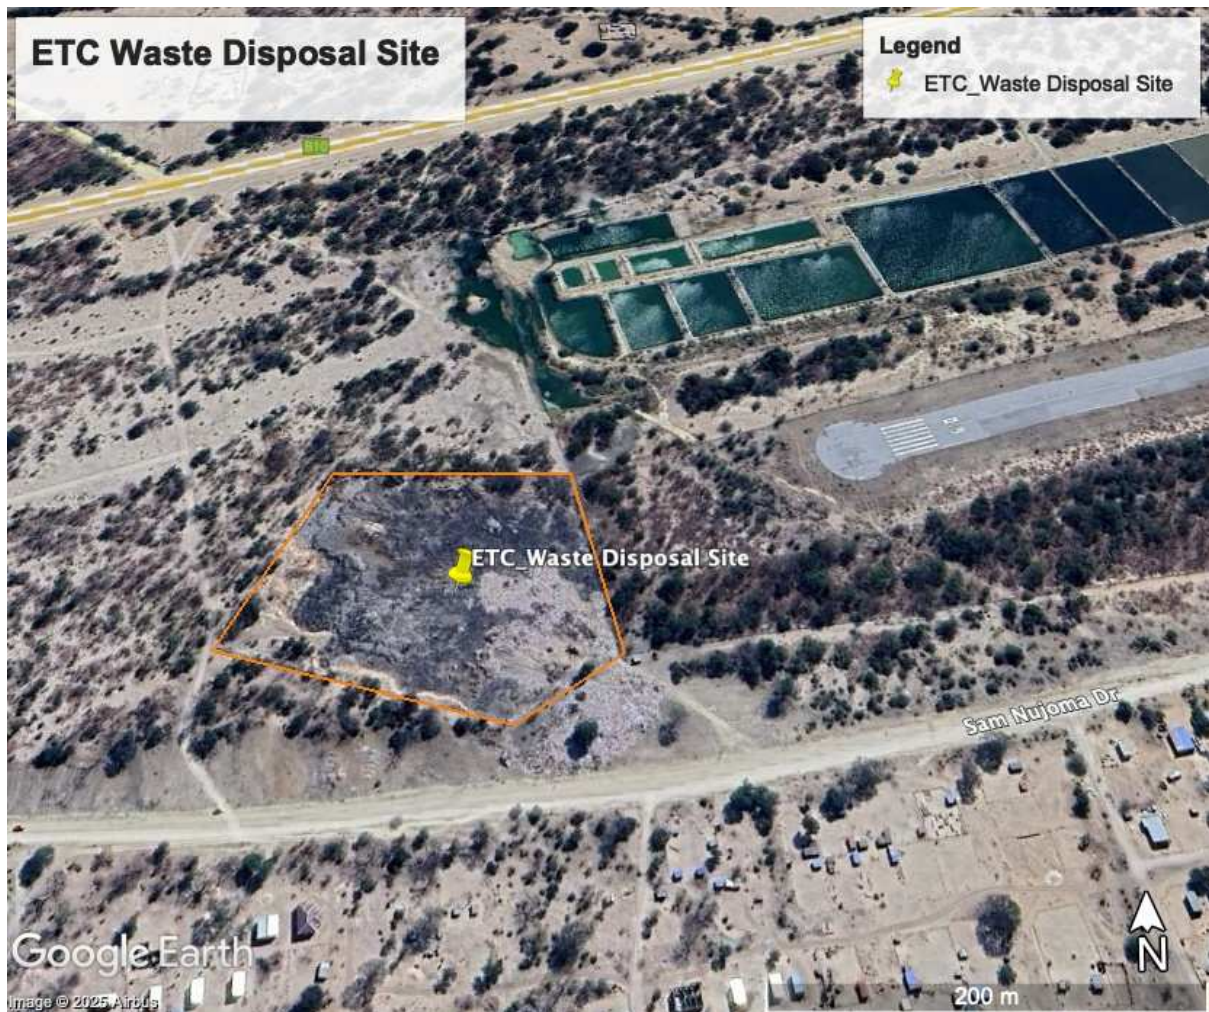 ETC Waste Disposal Site
Legend
ETC_Waste Disposal Site
B10
ETC_Waste Disposal Site
Sam Nujoma Dr
Google Earth
N
Image © 2025 Airbus
200 m